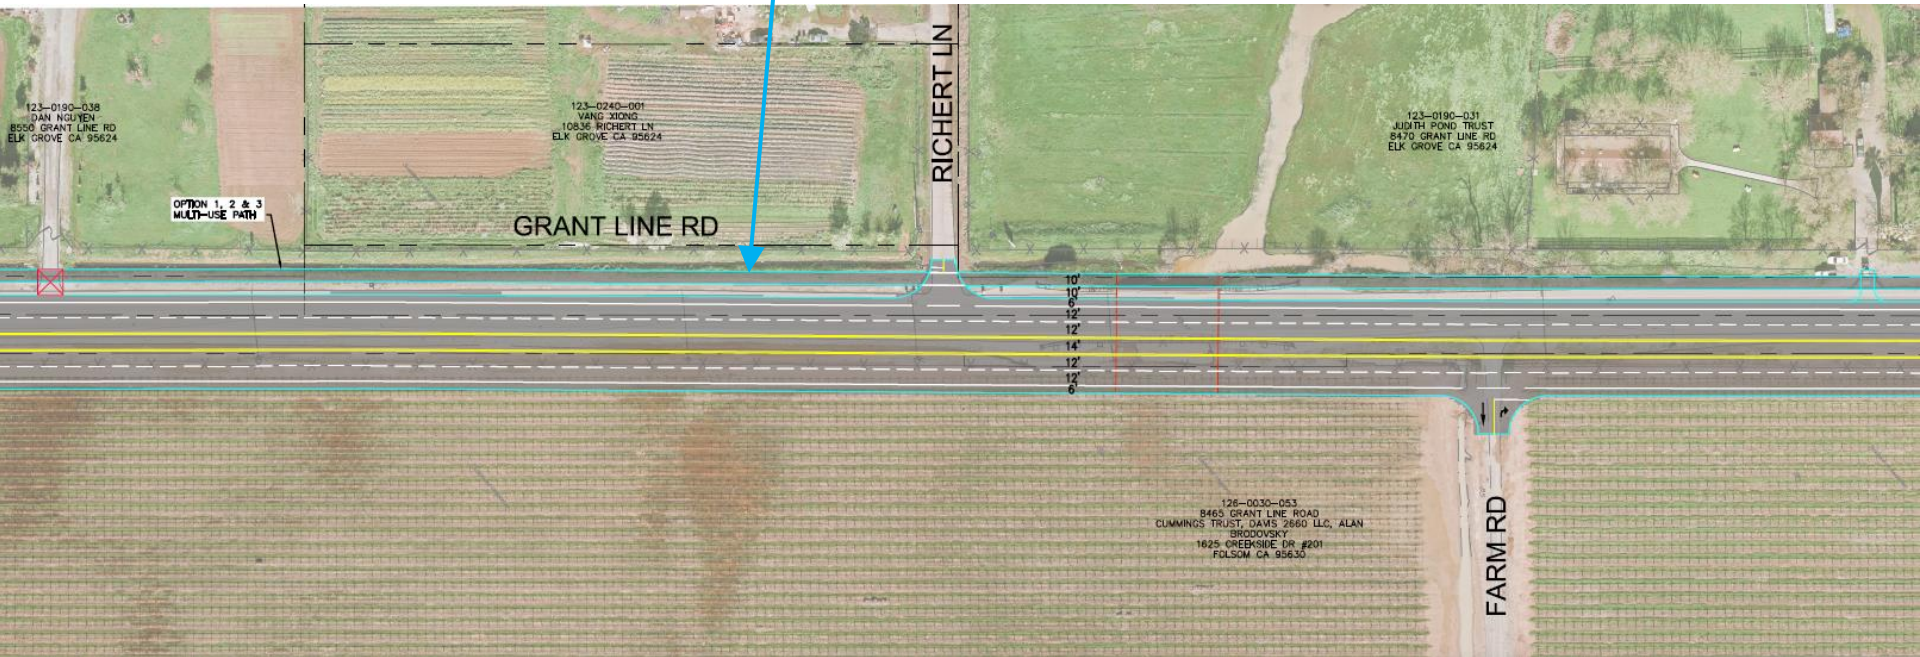 123-0190-038
DAN NGUYEN
8550 GRANT LINE RD
ELK GROVE CA 95624
123-0240-001
VANG XIONG
10836 RICHERT LN
ELK GROVE CA 95624
RICHERT LN
123-0190-031
JUDITH POND TRUST
8470 GRANT LINE RD
ELK GROVE CA 95624
OPTION 1, 2 & 3
MULTI-USE PATH
GRANT LINE RD
10'
10'
6'
12'
12'
14'
12'
12'
6'
126-0030-053
8465 GRANT LINE ROAD
CUMMINGS TRUST, DAVIS 2660 LLC, ALAN
BRODOVSKY
1625 CREEKSIDE DR #201
FOLSOM CA 95630
FARM RD